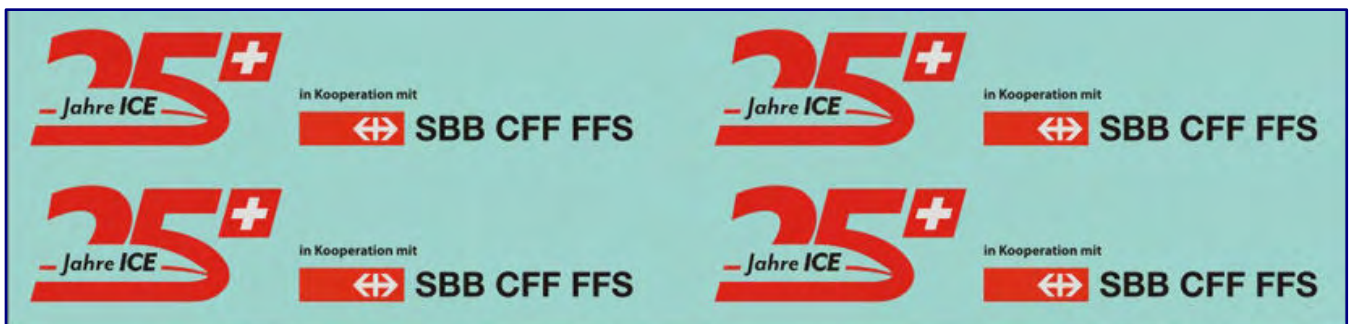 25
Jahre ICE
in Kooperation mit
SBB CFF FFS
25
Jahre ICE
in Kooperation mit
SBB CFF FFS
25
Jahre ICE
in Kooperation mit
SBB CFF FFS
25
Jahre ICE
in Kooperation mit
SBB CFF FFS